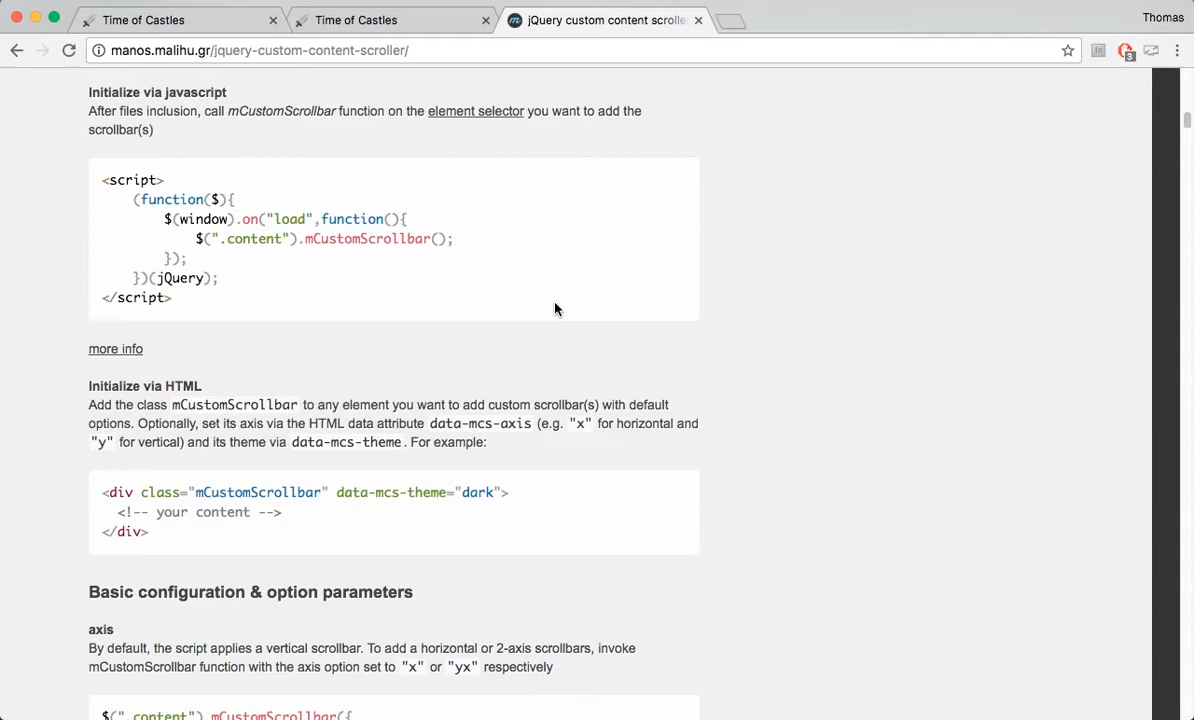 Time of Castles
Time of Castles
jQuery custom content scrolle
Thomas
manos.malihu.gr/jquery-custom-content-scroller/
3
Initialize via javascript
After files inclusion, call mCustomScrollbar function on the element selector you want to add the
scrollbar(s)
<script>
(function($){
$(window).on("load",function(){
$(".content").mCustomScrollbar();
});
})(jQuery);
</script>
more info
Initialize via HTML
Add the class mCustomScrollbar to any element you want to add custom scrollbar(s) with default
options. Optionally, set its axis via the HTML data attribute data-mcs-axis (e.g. "x" for horizontal and
"y" for vertical) and its theme via data-mcs-theme. For example:
<div class="mCustomScrollbar" data-mcs-theme="dark">
<!-- your content -->
</div>
Basic configuration & option parameters
axis
By default, the script applies a vertical scrollbar. To add a horizontal or 2-axis scrollbars, invoke
mCustomScrollbar function with the axis option set to "x" or "yx" respectively
$(".content").mCustomScrollbar({